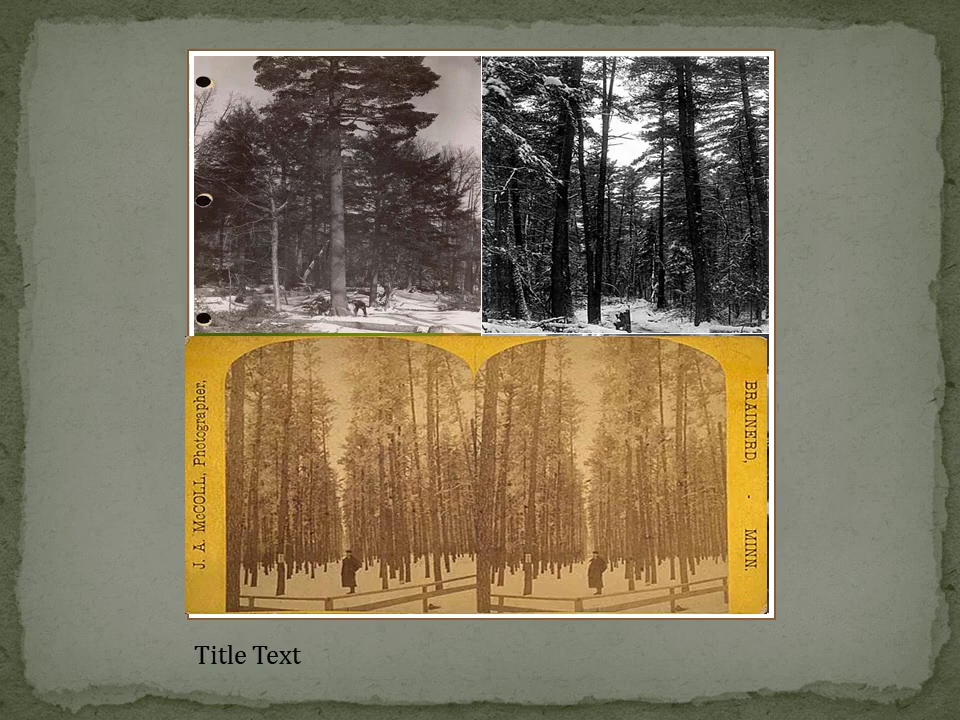 J. A. McCOLL, Photographer,
BRAINERD, - MINN.
Title Text